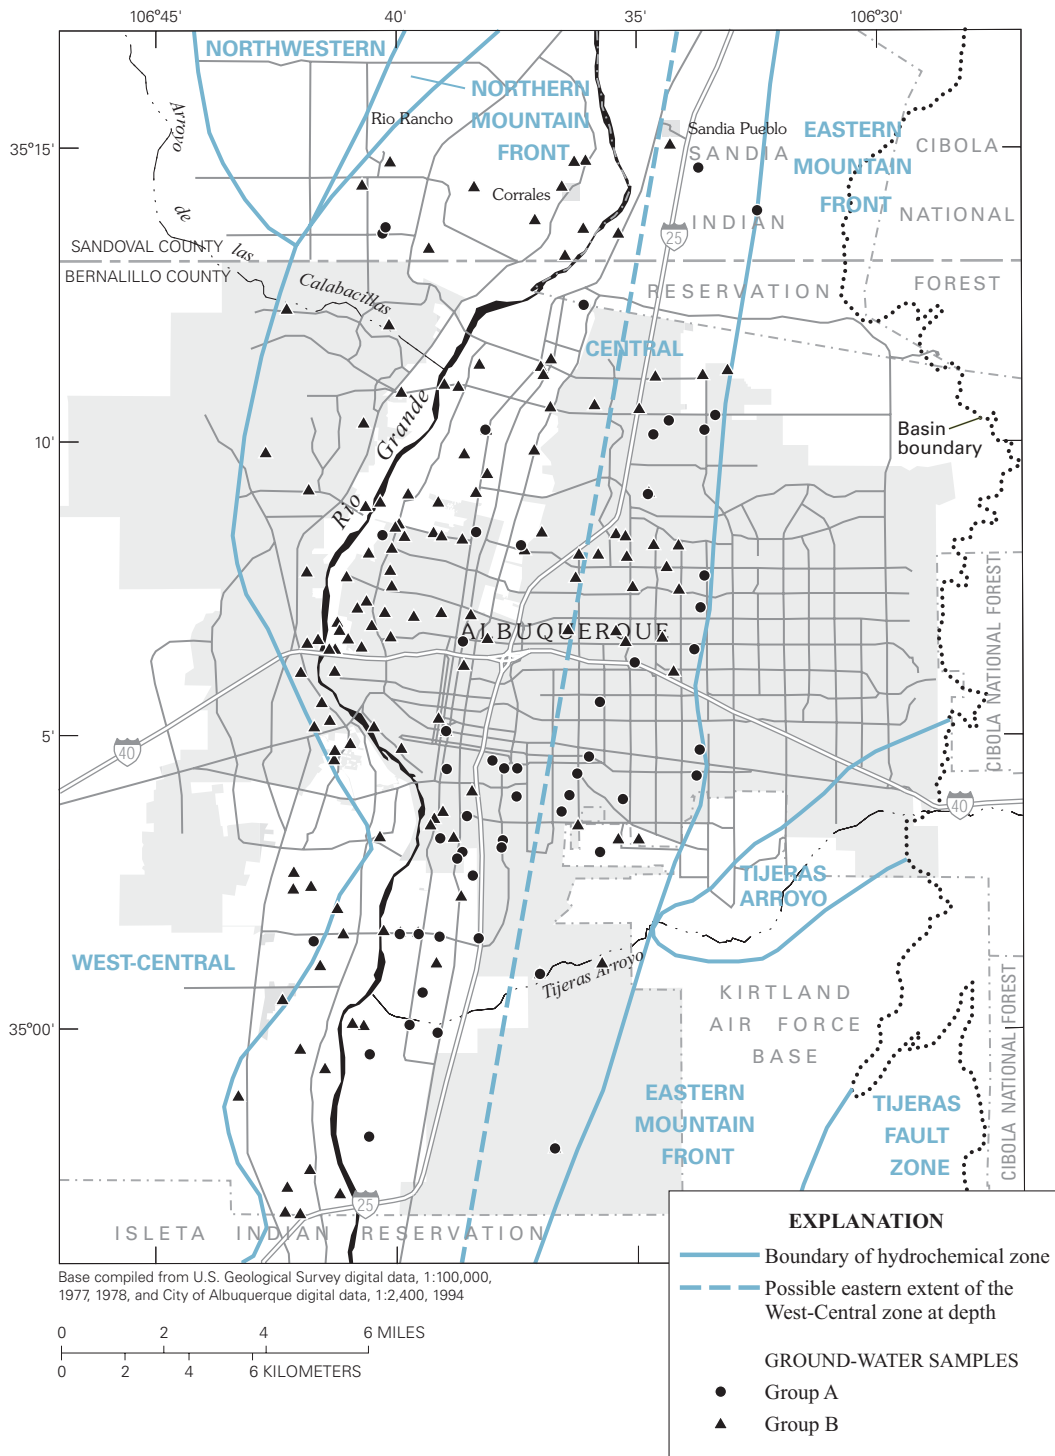 106°45'
40'
35'
106°30'
NORTHWESTERN
NORTHERN
MOUNTAIN
FRONT
Rio Rancho
Arroyo
de
las
Calabacillas
Sandia Pueblo
SANDIA
INDIAN
RESERVATION
EASTERN
MOUNTAIN
FRONT
CIBOLA
NATIONAL
FOREST
35°15'
Corrales
25
SANDOVAL COUNTY
BERNALILLO COUNTY
CENTRAL
Rio
Grande
10'
Basin
boundary
ALBUQUERQUE
CIBOLA NATIONAL FOREST
5'
40
40
TIJERAS
ARROYO
WEST-CENTRAL
Tijeras Arroyo
KIRTLAND
AIR FORCE
BASE
35°00'
CIBOLA NATIONAL FOREST
EASTERN
MOUNTAIN
FRONT
TIJERAS
FAULT
ZONE
25
ISLETA INDIAN RESERVATION
Base compiled from U.S. Geological Survey digital data, 1:100,000,
1977, 1978, and City of Albuquerque digital data, 1:2,400, 1994
0 2 4 6 MILES
0 2 4 6 KILOMETERS
EXPLANATION
Boundary of hydrochemical zone
Possible eastern extent of the
West-Central zone at depth
GROUND-WATER SAMPLES
Group A
Group B